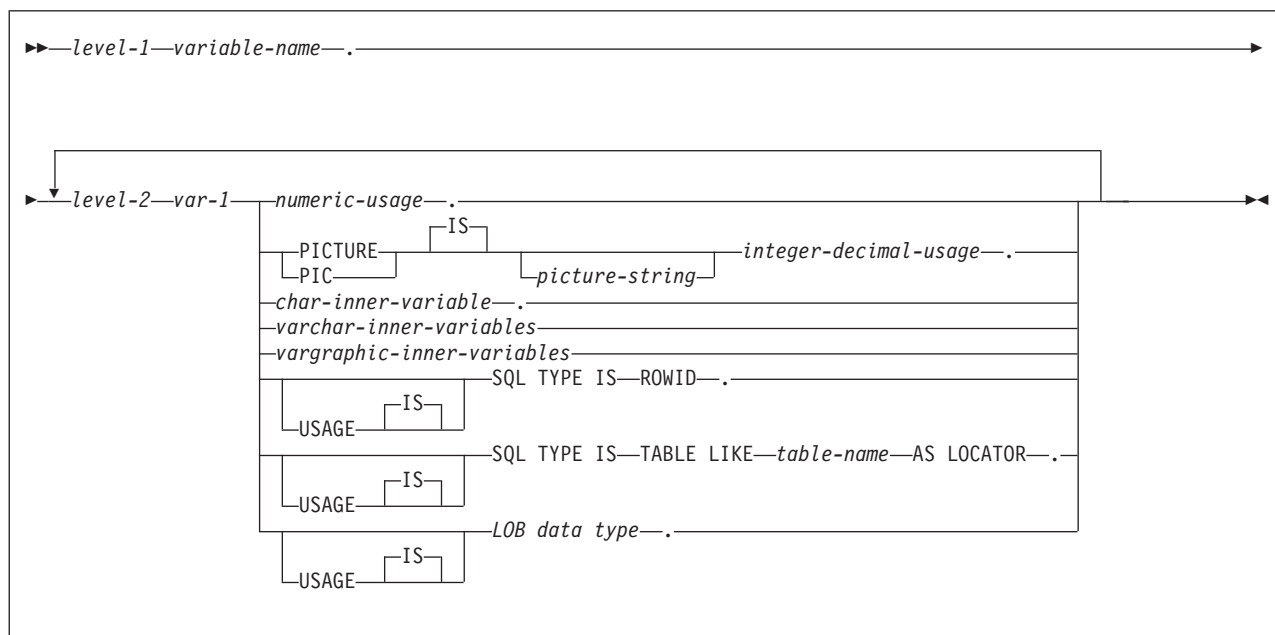 level-1 variable-name .
level-2 var-1 numeric-usage .
IS
PICTURE integer-decimal-usage .
PIC picture-string
char-inner-variable .
varchar-inner-variables
vargraphic-inner-variables
SQL TYPE IS ROWID .
IS
USAGE
SQL TYPE IS TABLE LIKE table-name AS LOCATOR .
IS
USAGE
LOB data type .
IS
USAGE